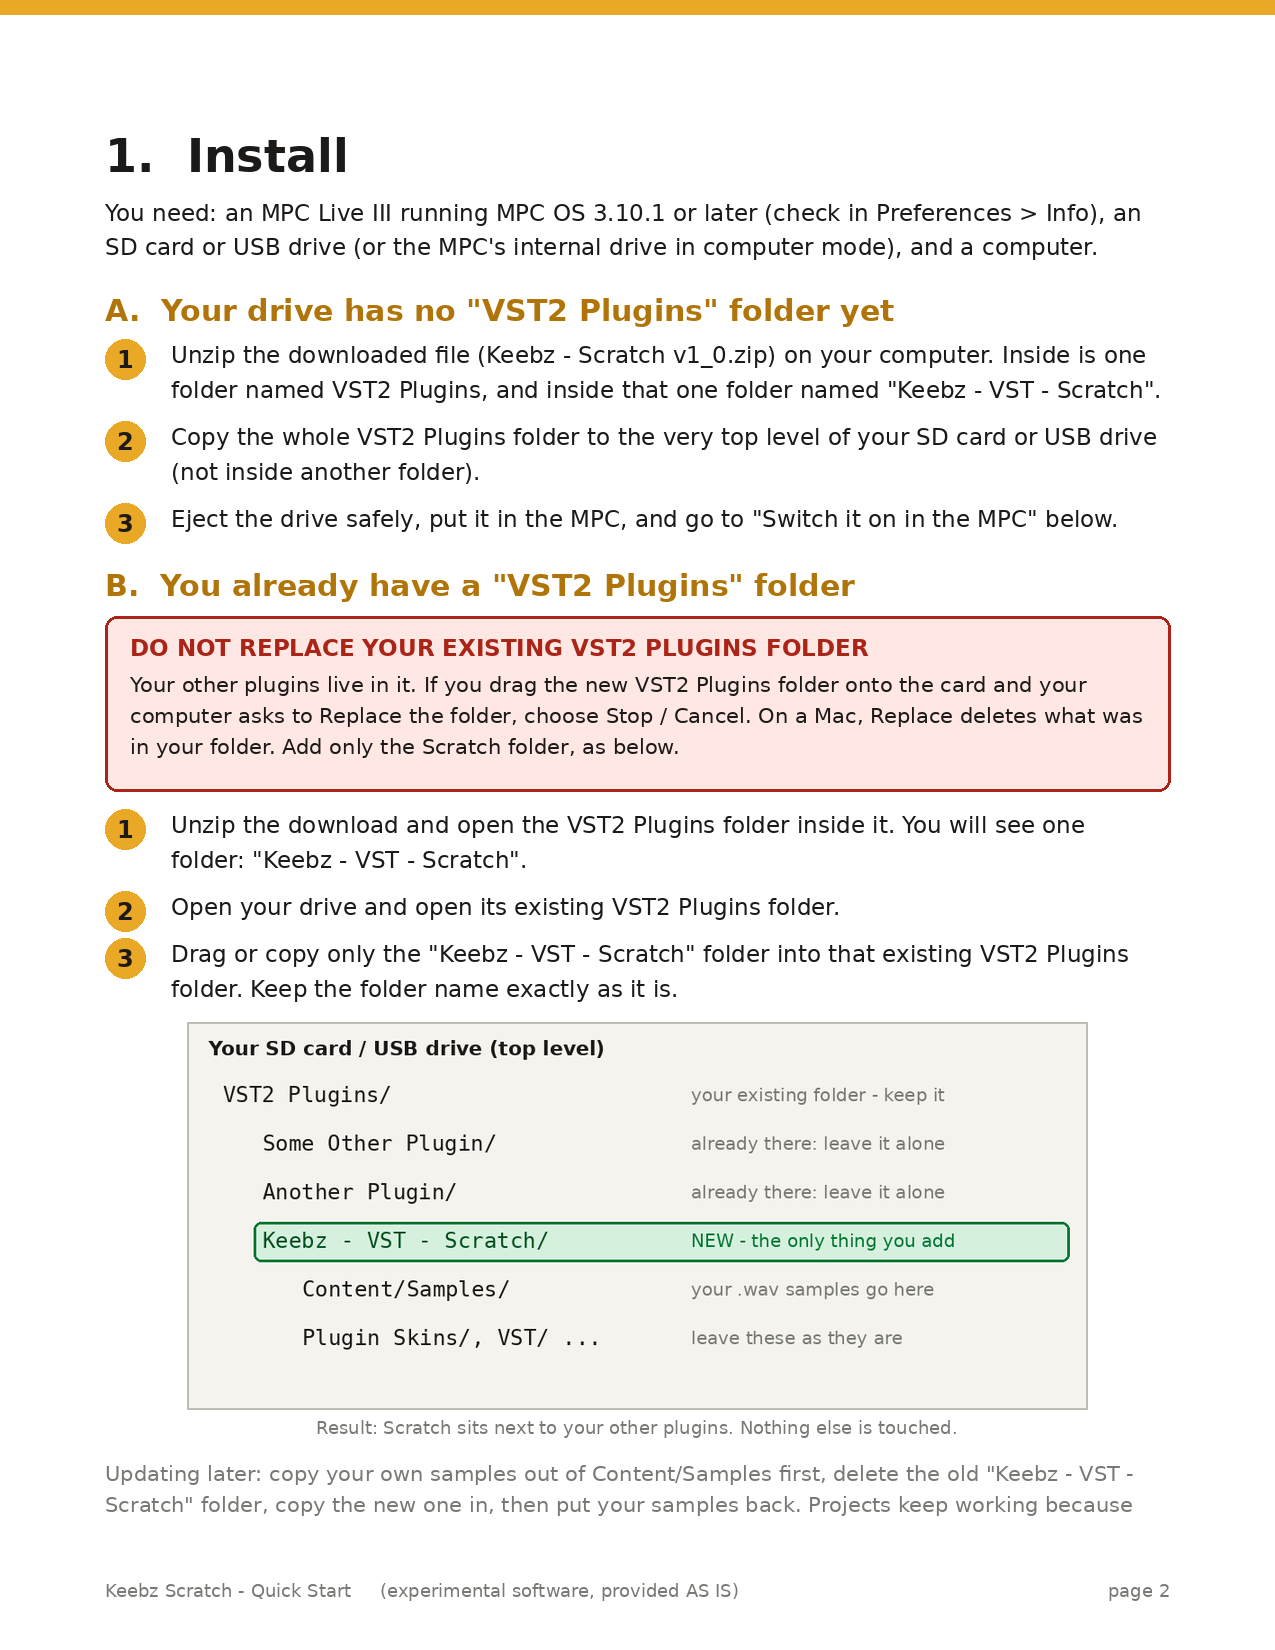 1. Install
You need: an MPC Live III running MPC OS 3.10.1 or later (check in Preferences > Info), an
SD card or USB drive (or the MPC's internal drive in computer mode), and a computer.
A. Your drive has no "VST2 Plugins" folder yet
1 Unzip the downloaded file (Keebz - Scratch v1_0.zip) on your computer. Inside is one
folder named VST2 Plugins, and inside that one folder named "Keebz - VST - Scratch".
2 Copy the whole VST2 Plugins folder to the very top level of your SD card or USB drive
(not inside another folder).
3 Eject the drive safely, put it in the MPC, and go to "Switch it on in the MPC" below.
B. You already have a "VST2 Plugins" folder
DO NOT REPLACE YOUR EXISTING VST2 PLUGINS FOLDER
Your other plugins live in it. If you drag the new VST2 Plugins folder onto the card and your
computer asks to Replace the folder, choose Stop / Cancel. On a Mac, Replace deletes what was
in your folder. Add only the Scratch folder, as below.
1 Unzip the download and open the VST2 Plugins folder inside it. You will see one
folder: "Keebz - VST - Scratch".
2 Open your drive and open its existing VST2 Plugins folder.
3 Drag or copy only the "Keebz - VST - Scratch" folder into that existing VST2 Plugins
folder. Keep the folder name exactly as it is.
Your SD card / USB drive (top level)
VST2 Plugins/ your existing folder - keep it
Some Other Plugin/ already there: leave it alone
Another Plugin/ already there: leave it alone
Keebz - VST - Scratch/ NEW - the only thing you add
Content/Samples/ your .wav samples go here
Plugin Skins/, VST/ ... leave these as they are
Result: Scratch sits next to your other plugins. Nothing else is touched.
Updating later: copy your own samples out of Content/Samples first, delete the old "Keebz - VST -
Scratch" folder, copy the new one in, then put your samples back. Projects keep working because
Keebz Scratch - Quick Start (experimental software, provided AS IS) page 2